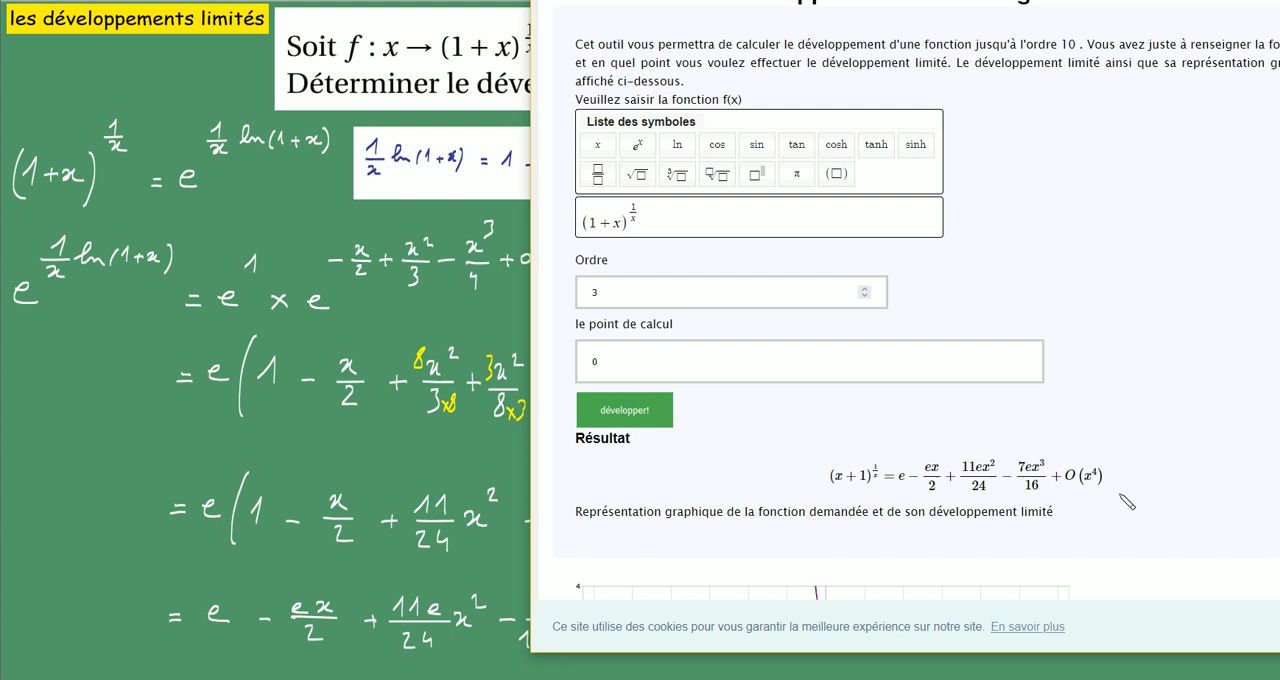 les développements limités
Soit f : x → (1 + x)^{1/x}
Déterminer le déve
(1+x)^{1/x} = e^{1/x ln(1+x)}
1/x ln(1+x) = 1 -
e^{1/x ln(1+x)} = e^1 × e^{-x/2 + x²/3 - x³/4 + o
= e(1 - x/2 + 8x²/3×8 + 3x²/8×3
= e(1 - x/2 + 11/24 x² -
= e - ex/2 + 11e/24 x² - 
Cet outil vous permettra de calculer le développement d'une fonction jusqu'à l'ordre 10 . Vous avez juste à renseigner la fo
et en quel point vous voulez effectuer le développement limité. Le développement limité ainsi que sa représentation g
affiché ci-dessous.
Veuillez saisir la fonction f(x)
Liste des symboles
x e^x ln cos sin tan cosh tanh sinh
□/□ √□ ∛□ □√□ □^□ π (□)
(1+x)^{1/x}
Ordre
3
le point de calcul
0
développer!
Résultat
(x+1)^{1/x} = e - ex/2 + 11ex²/24 - 7ex³/16 + O(x⁴)
Représentation graphique de la fonction demandée et de son développement limité
4
Ce site utilise des cookies pour vous garantir la meilleure expérience sur notre site. En savoir plus